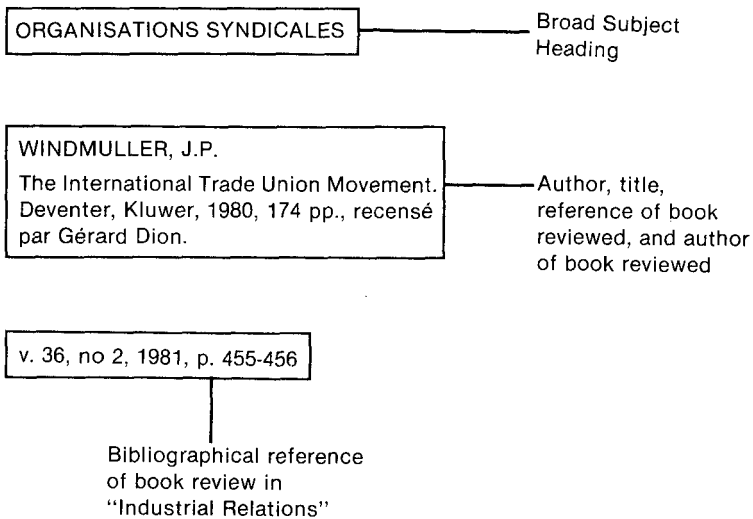 ORGANISATIONS SYNDICALES
Broad Subject
Heading
WINDMULLER, J.P.
The International Trade Union Movement.
Deventer, Kluwer, 1980, 174 pp., recensé
par Gérard Dion.
Author, title,
reference of book
reviewed, and author
of book reviewed
v. 36, no 2, 1981, p. 455-456
Bibliographical reference
of book review in
"Industrial Relations"